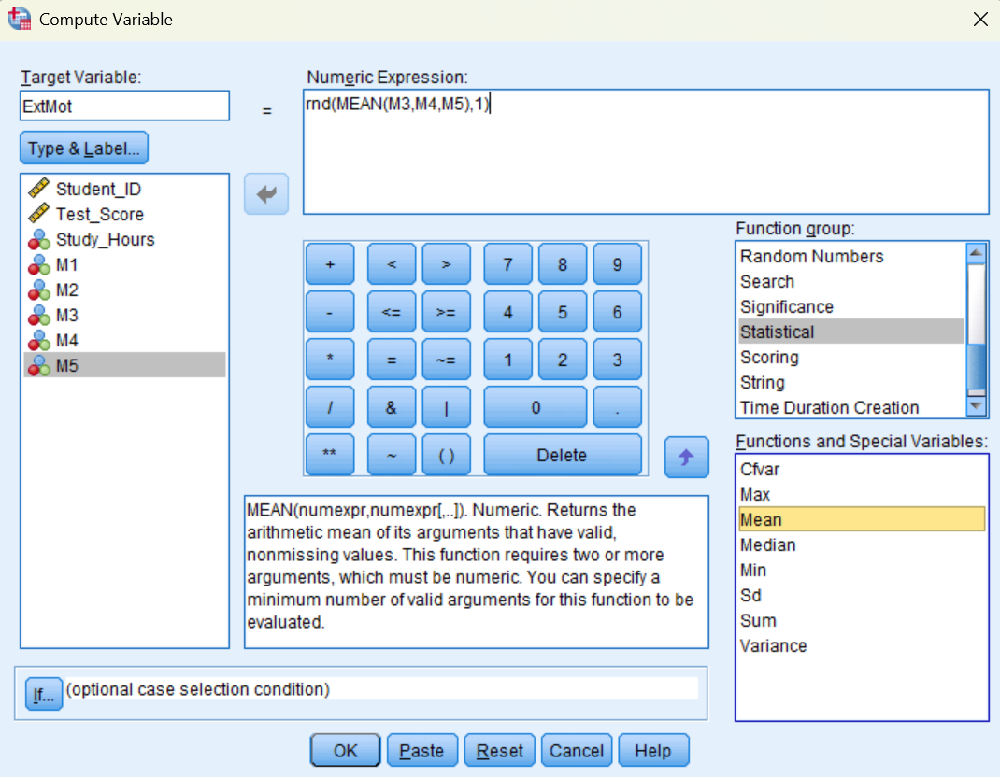 Compute Variable
Target Variable:
ExtMot
=
Numeric Expression:
rnd(MEAN(M3,M4,M5),1)
Type & Label...
Student_ID
Test_Score
Study_Hours
M1
M2
M3
M4
M5
+ < > 7 8 9
- <= >= 4 5 6
* = ~= 1 2 3
/ & | 0 .
** ~ ( ) Delete
Function group:
Random Numbers
Search
Significance
Statistical
Scoring
String
Time Duration Creation
Functions and Special Variables:
Cfvar
Max
Mean
Median
Min
Sd
Sum
Variance
MEAN(numexpr,numexpr[,..]). Numeric. Returns the
arithmetic mean of its arguments that have valid,
nonmissing values. This function requires two or more
arguments, which must be numeric. You can specify a
minimum number of valid arguments for this function to be
evaluated.
If... (optional case selection condition)
OK Paste Reset Cancel Help